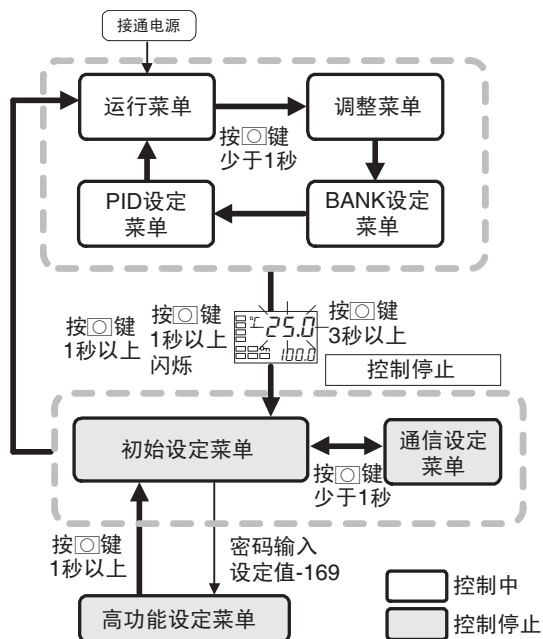 接通电源
运行菜单
调整菜单
按键
少于1秒
PID设定
菜单
BANK设定
菜单
按键
1秒以上
按键
1秒以上
闪烁
℃
25.0
100.0
按键
3秒以上
控制停止
初始设定菜单
通信设定
菜单
按键
少于1秒
按键
1秒以上
密码输入
设定值-169
高功能设定菜单
控制中
控制停止